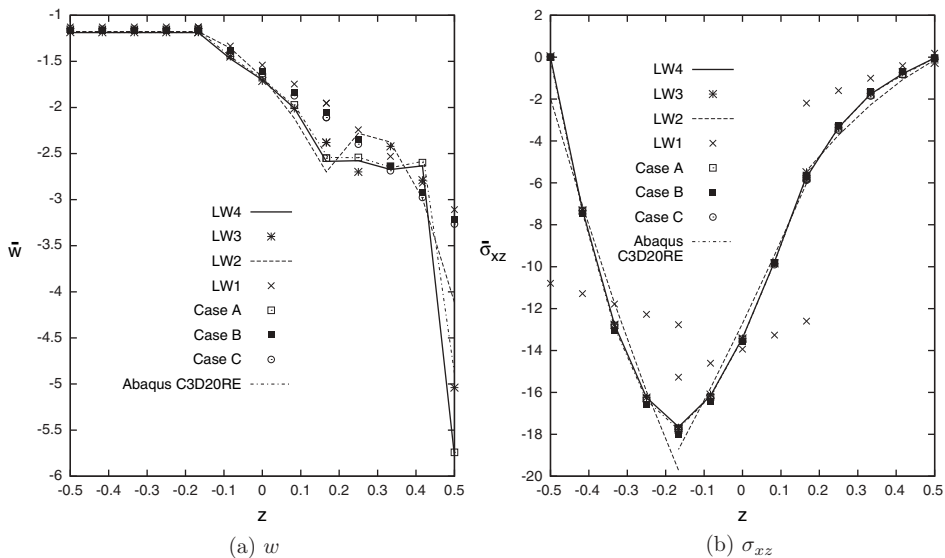 -1
-1.5
-2
-2.5
-3
-3.5
-4
-4.5
-5
-5.5
-6
w̄
LW4
LW3
LW2
LW1
Case A
Case B
Case C
Abaqus C3D20RE
-0.5 -0.4 -0.3 -0.2 -0.1 0 0.1 0.2 0.3 0.4 0.5
z
(a) w
2
0
-2
-4
-6
-8
-10
-12
-14
-16
-18
-20
σ̄xz
LW4
LW3
LW2
LW1
Case A
Case B
Case C
Abaqus
C3D20RE
-0.5 -0.4 -0.3 -0.2 -0.1 0.0 0.1 0.2 0.3 0.4 0.5
z
(b) σxz